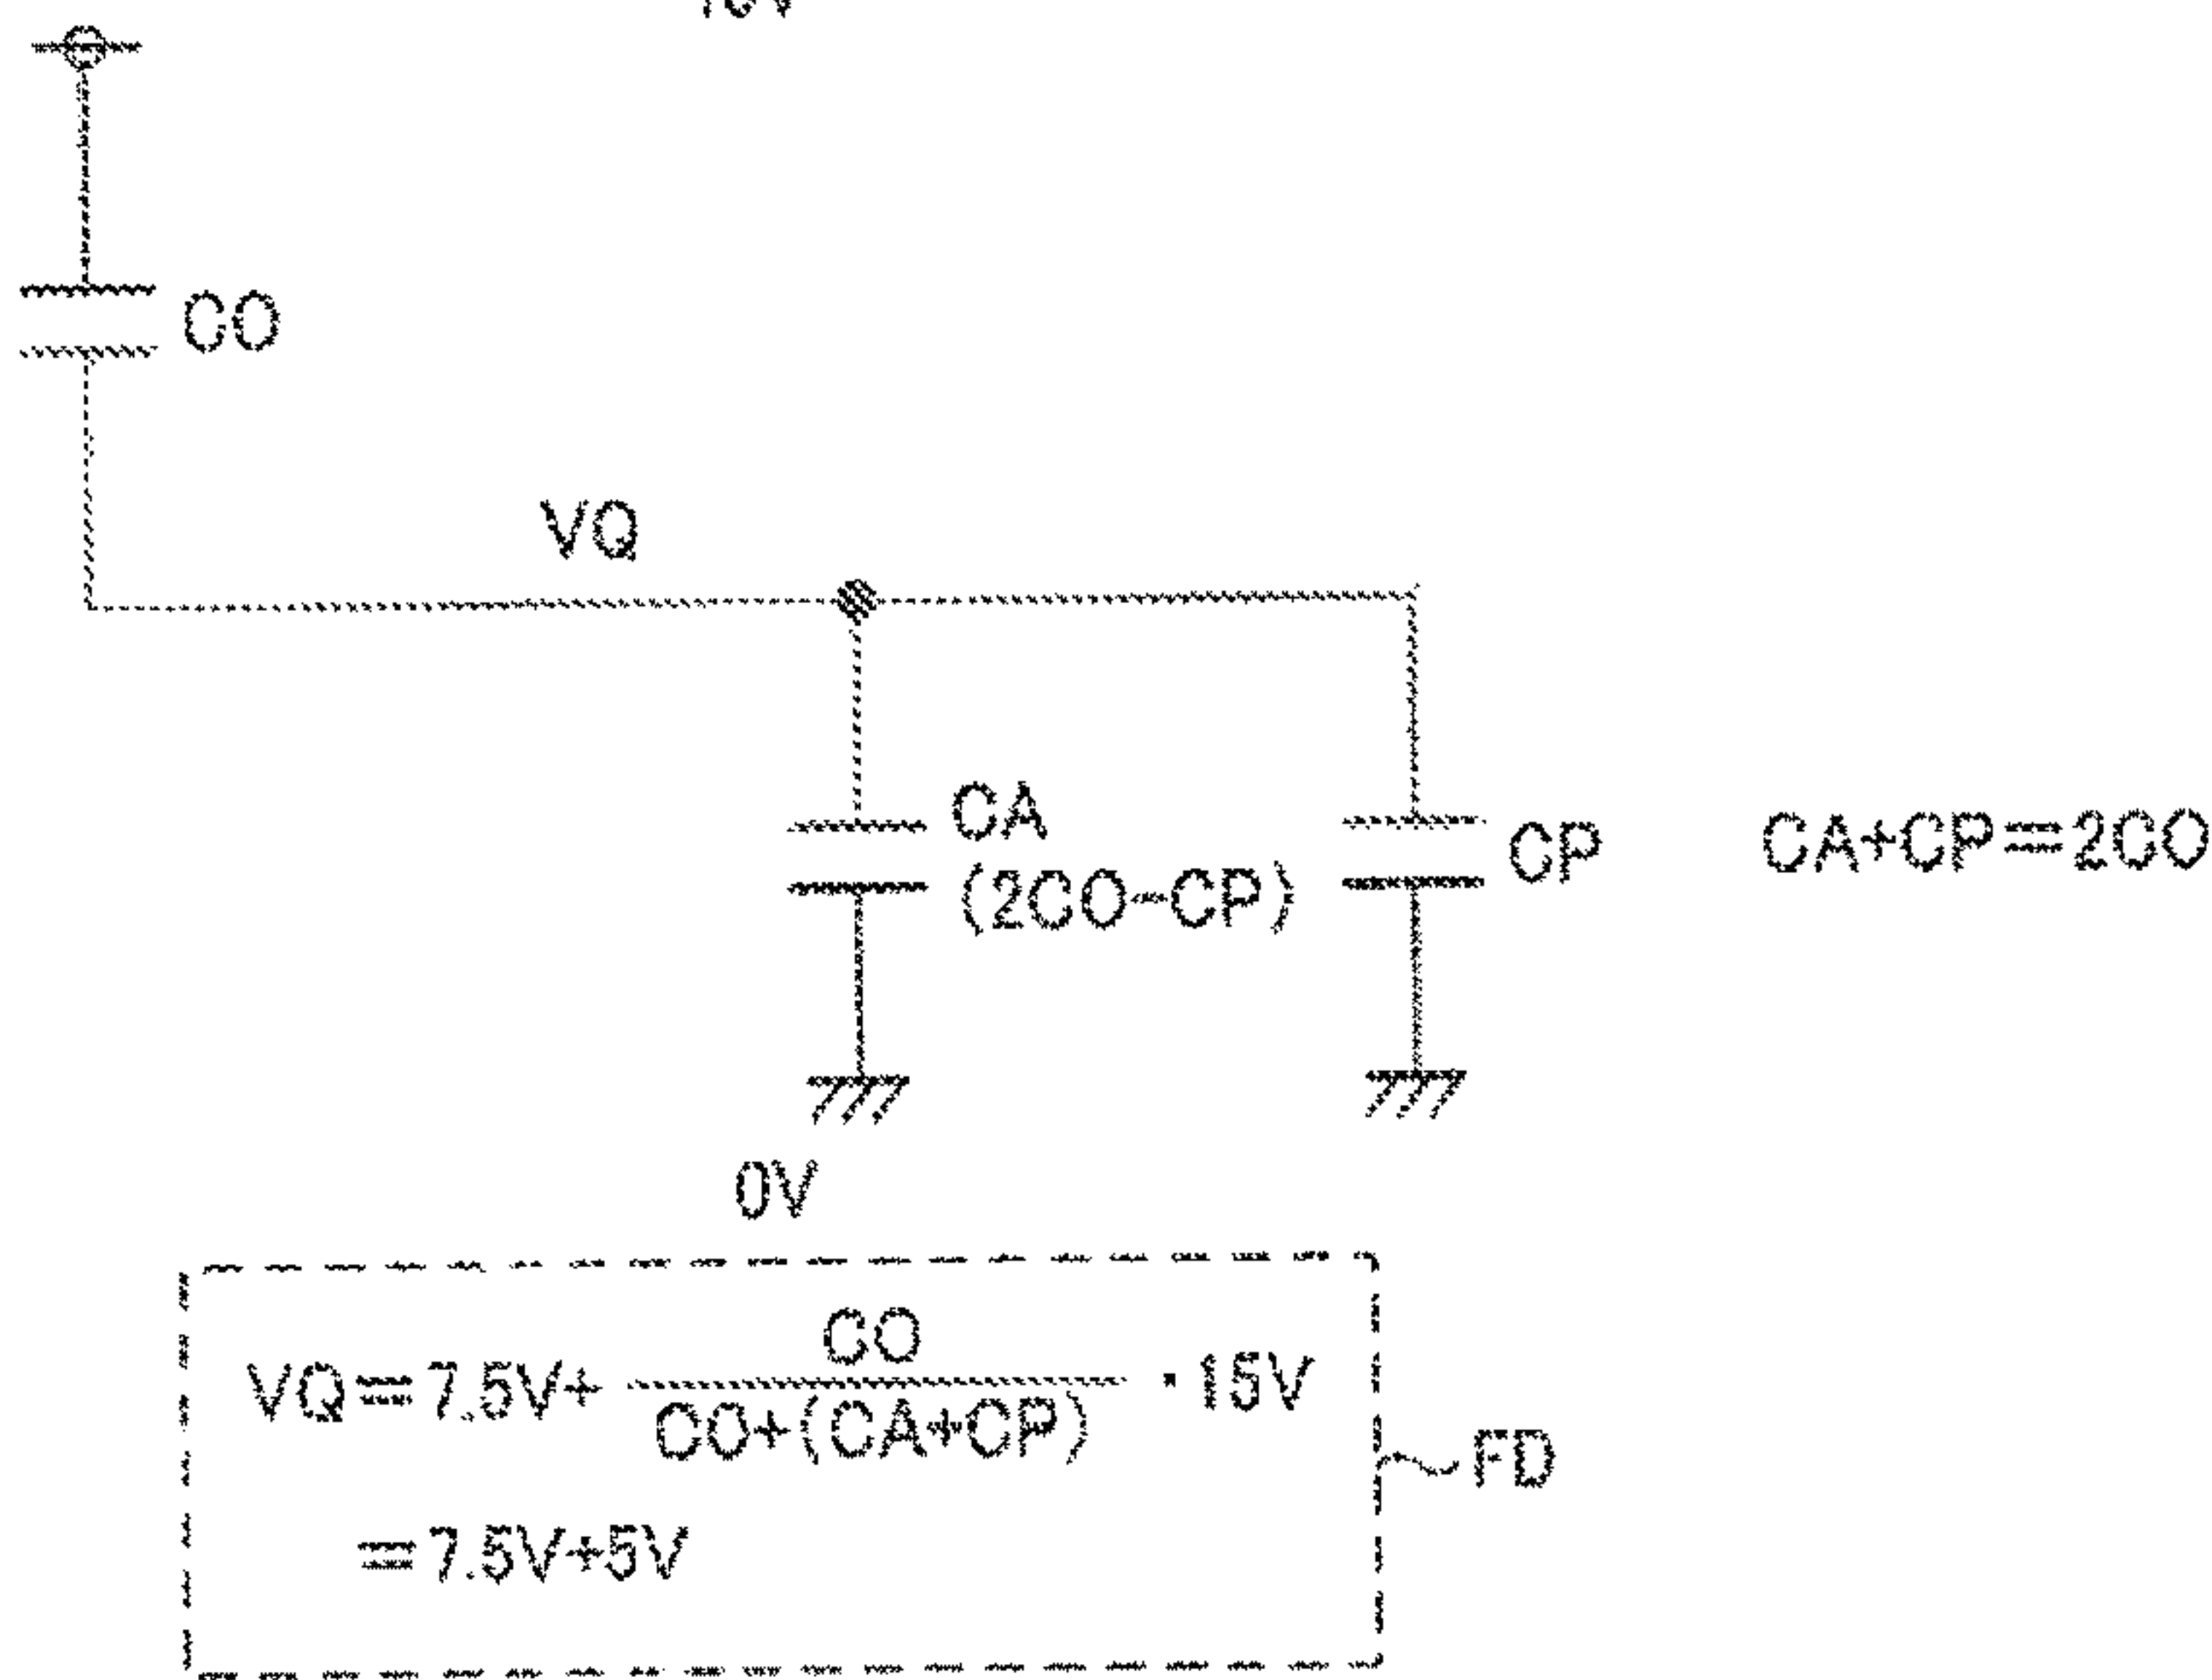 CO
VQ
CA
(2CO-CP)
CP
CA+CP=2CO
0V
VQ=7.5V+ CO / CO+(CA+CP) ·15V
=7.5V+5V
FD